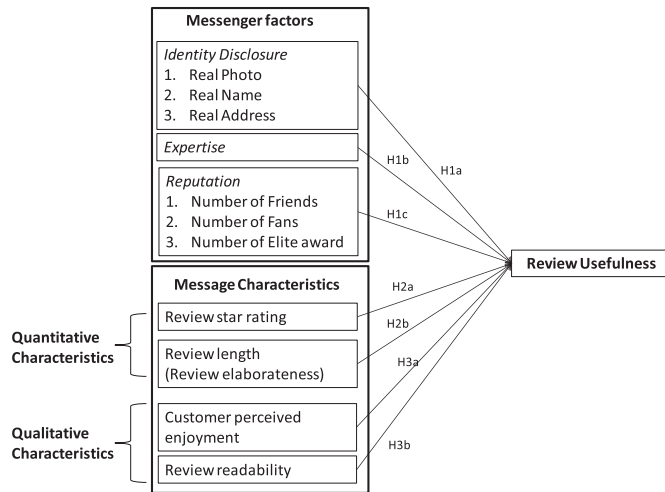 Messenger factors
Identity Disclosure
1. Real Photo
2. Real Name
3. Real Address
Expertise
Reputation
1. Number of Friends
2. Number of Fans
3. Number of Elite award
H1a
H1b
H1c
Review Usefulness
Message Characteristics
Quantitative
Characteristics
Review star rating
Review length
(Review elaborateness)
Qualitative
Characteristics
Customer perceived
enjoyment
Review readability
H2a
H2b
H3a
H3b